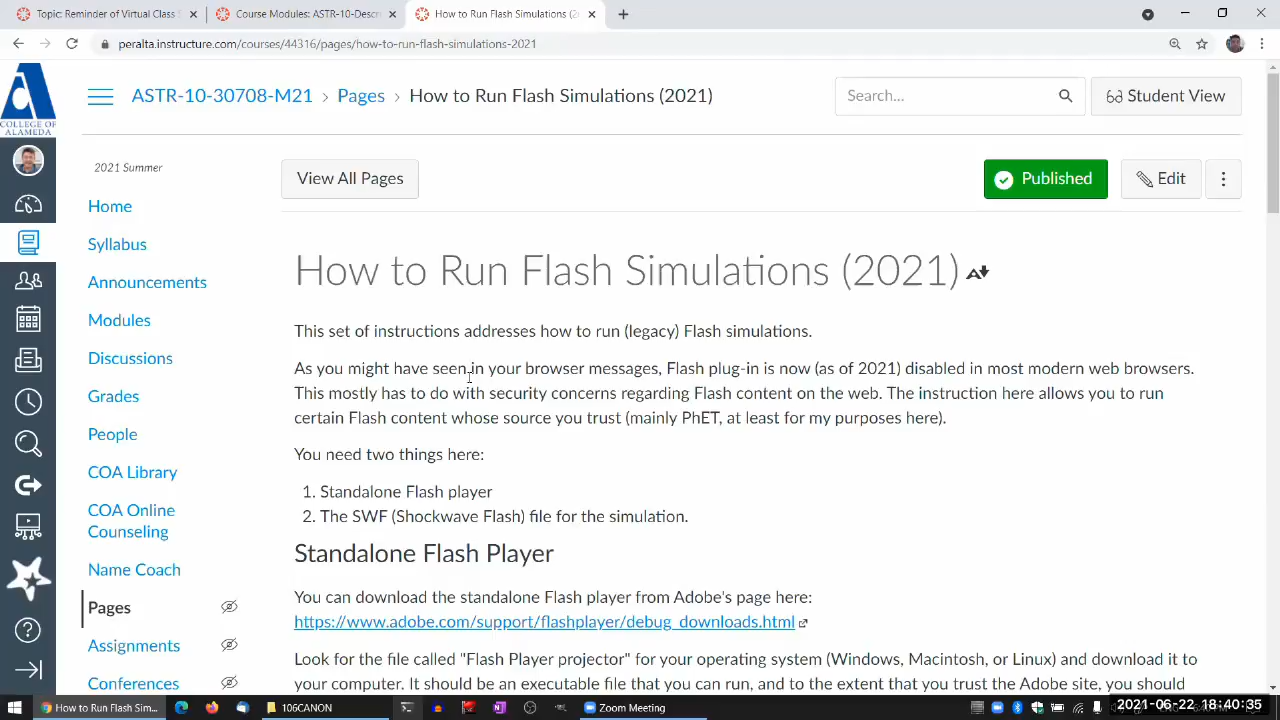 Topic: Reminder of Virtual Class
Course Modules: ASTR-10-Descr
How to Run Flash Simulations (2
peralta.instructure.com/courses/44316/pages/how-to-run-flash-simulations-2021
COLLEGE OF
ALAMEDA
ASTR-10-30708-M21 › Pages › How to Run Flash Simulations (2021)
Search...
Student View
2021 Summer
View All Pages
Published
Edit
Home
Syllabus
Announcements
Modules
Discussions
Grades
People
COA Library
COA Online
Counseling
Name Coach
Pages
Assignments
Conferences
How to Run Flash Simulations (2021)
This set of instructions addresses how to run (legacy) Flash simulations.
As you might have seen in your browser messages, Flash plug-in is now (as of 2021) disabled in most modern web browsers.
This mostly has to do with security concerns regarding Flash content on the web. The instruction here allows you to run
certain Flash content whose source you trust (mainly PhET, at least for my purposes here).
You need two things here:
1. Standalone Flash player
2. The SWF (Shockwave Flash) file for the simulation.
Standalone Flash Player
You can download the standalone Flash player from Adobe's page here:
https://www.adobe.com/support/flashplayer/debug_downloads.html
Look for the file called "Flash Player projector" for your operating system (Windows, Macintosh, or Linux) and download it to
your computer. It should be an executable file that you can run, and to the extent that you trust the Adobe site, you should
How to Run Flash Sim...
106CANON
Zoom Meeting
2021-06-22 18:40:35